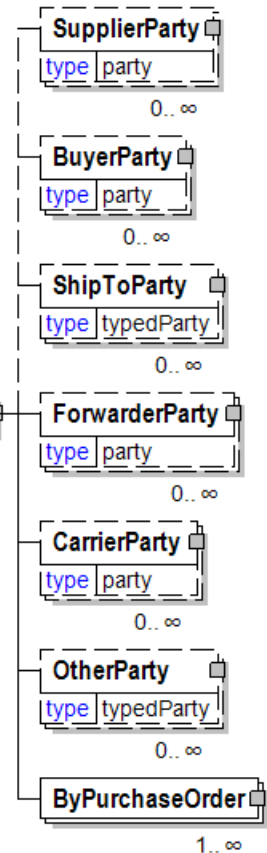 SupplierParty
type party
0.. ∞
BuyerParty
type party
0.. ∞
ShipToParty
type typedParty
0.. ∞
ForwarderParty
type party
0.. ∞
CarrierParty
type party
0.. ∞
OtherParty
type typedParty
0.. ∞
ByPurchaseOrder
1.. ∞